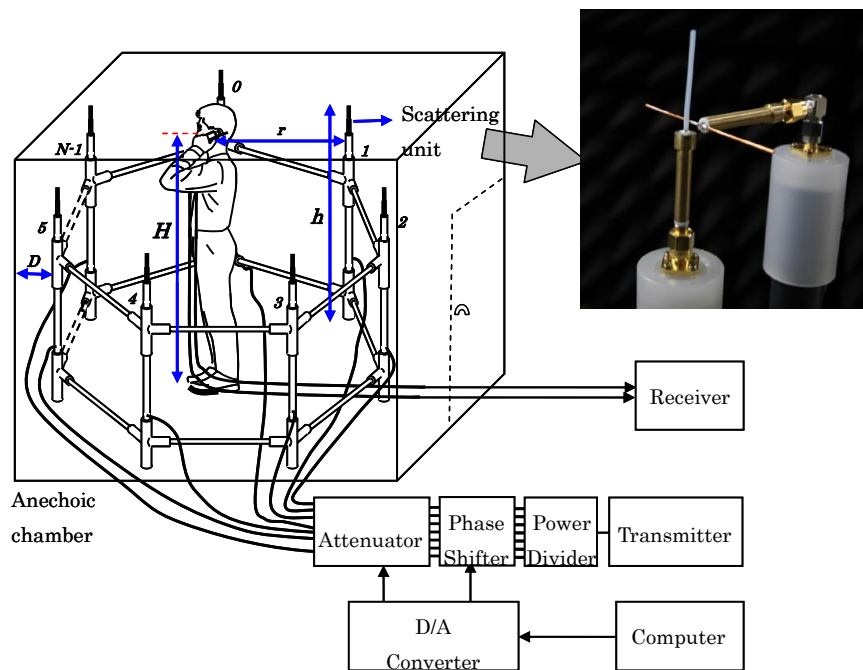 0
Scattering
unit
r
N-1
1
5
2
H
h
D
4
3
Receiver
Anechoic
chamber
Attenuator
Phase
Shifter
Power
Divider
Transmitter
D/A
Converter
Computer